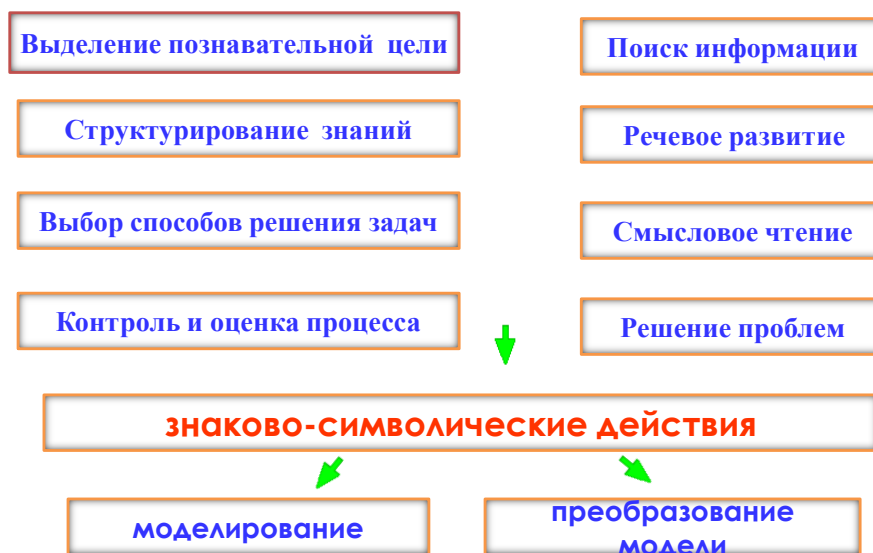 Выделение познавательной цели
Поиск информации
Структурирование знаний
Речевое развитие
Выбор способов решения задач
Смысловое чтение
Контроль и оценка процесса
Решение проблем
знаково-символические действия
моделирование
преобразование
модели